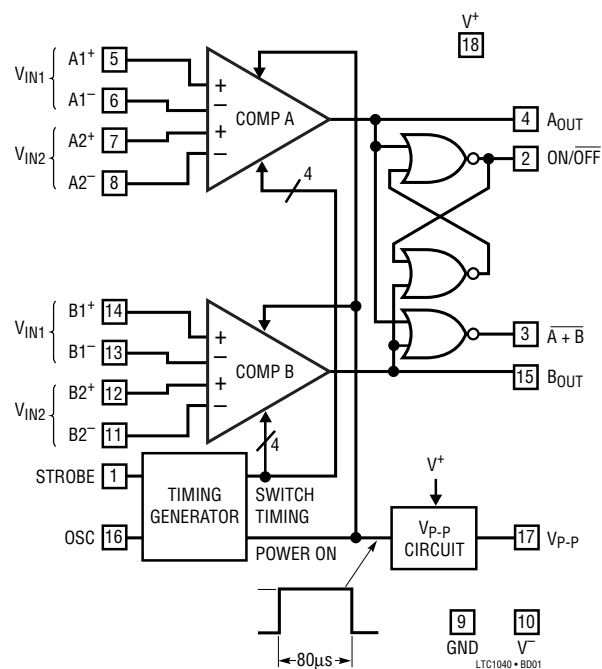 V+
18
VIN1
A1+ 5
A1− 6
VIN2
A2+ 7
A2− 8
+
−
+
−
COMP A
4
4 AOUT
2 ON/O̅F̅F̅
VIN1
B1+ 14
B1− 13
VIN2
B2+ 12
B2− 11
+
−
+
−
COMP B
4
3 A̅ ̅+̅ ̅B̅
15 BOUT
STROBE 1
OSC 16
TIMING
GENERATOR
SWITCH
TIMING
POWER ON
V+
VP-P
CIRCUIT
17 VP-P
80µs
9
GND
10
V−
LTC1040 • BD01